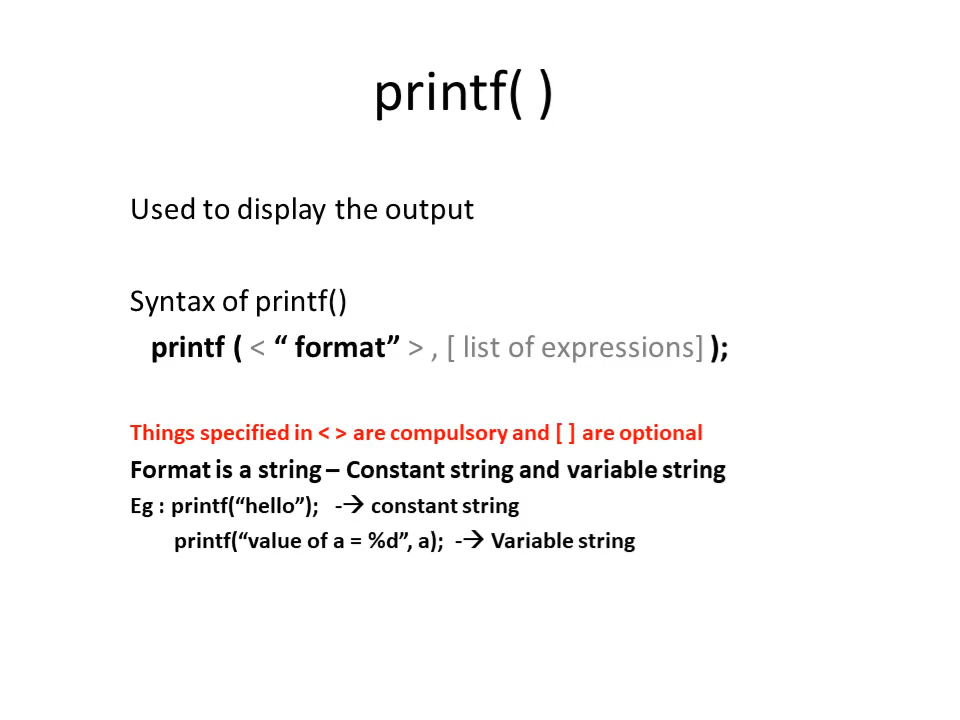 printf( )
Used to display the output
Syntax of printf()
printf ( < “ format” > , [ list of expressions] );
Things specified in < > are compulsory and [ ] are optional
Format is a string – Constant string and variable string
Eg : printf(“hello”); -→ constant string
printf(“value of a = %d”, a); -→ Variable string